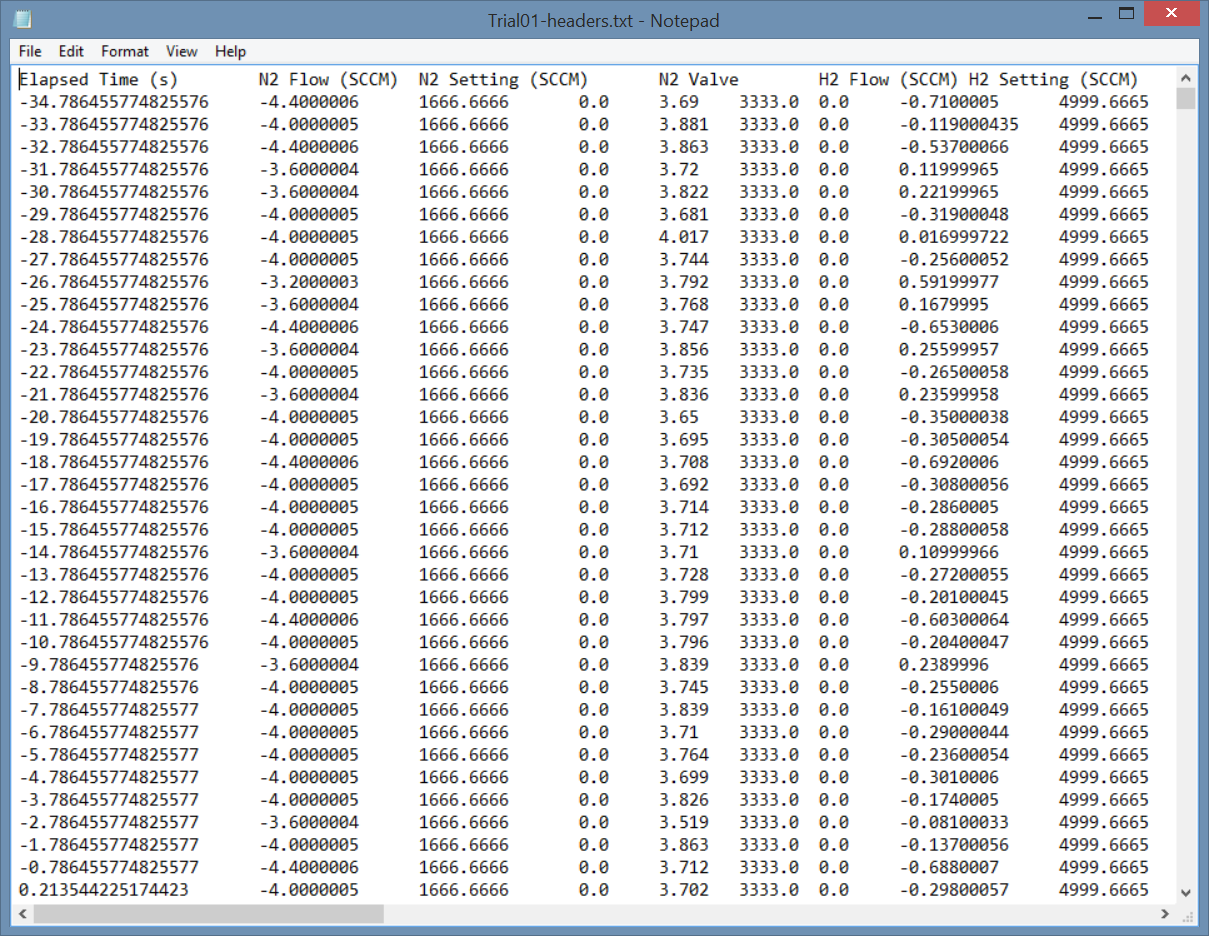 Trial01-headers.txt - Notepad
File Edit Format View Help
Elapsed Time (s) N2 Flow (SCCM) N2 Setting (SCCM) N2 Valve H2 Flow (SCCM) H2 Setting (SCCM)
-34.786455774825576 -4.4000006 1666.6666 0.0 3.69 3333.0 0.0 -0.7100005 4999.6665
-33.786455774825576 -4.0000005 1666.6666 0.0 3.881 3333.0 0.0 -0.119000435 4999.6665
-32.786455774825576 -4.4000006 1666.6666 0.0 3.863 3333.0 0.0 -0.53700066 4999.6665
-31.786455774825576 -3.6000004 1666.6666 0.0 3.72 3333.0 0.0 0.11999965 4999.6665
-30.786455774825576 -3.6000004 1666.6666 0.0 3.822 3333.0 0.0 0.22199965 4999.6665
-29.786455774825576 -4.0000005 1666.6666 0.0 3.681 3333.0 0.0 -0.31900048 4999.6665
-28.786455774825576 -4.0000005 1666.6666 0.0 4.017 3333.0 0.0 0.016999722 4999.6665
-27.786455774825576 -4.0000005 1666.6666 0.0 3.744 3333.0 0.0 -0.25600052 4999.6665
-26.786455774825576 -3.2000003 1666.6666 0.0 3.792 3333.0 0.0 0.59199977 4999.6665
-25.786455774825576 -3.6000004 1666.6666 0.0 3.768 3333.0 0.0 0.1679995 4999.6665
-24.786455774825576 -4.4000006 1666.6666 0.0 3.747 3333.0 0.0 -0.6530006 4999.6665
-23.786455774825576 -3.6000004 1666.6666 0.0 3.856 3333.0 0.0 0.25599957 4999.6665
-22.786455774825576 -4.0000005 1666.6666 0.0 3.735 3333.0 0.0 -0.26500058 4999.6665
-21.786455774825576 -3.6000004 1666.6666 0.0 3.836 3333.0 0.0 0.23599958 4999.6665
-20.786455774825576 -4.0000005 1666.6666 0.0 3.65 3333.0 0.0 -0.35000038 4999.6665
-19.786455774825576 -4.0000005 1666.6666 0.0 3.695 3333.0 0.0 -0.30500054 4999.6665
-18.786455774825576 -4.4000006 1666.6666 0.0 3.708 3333.0 0.0 -0.6920006 4999.6665
-17.786455774825576 -4.0000005 1666.6666 0.0 3.692 3333.0 0.0 -0.30800056 4999.6665
-16.786455774825576 -4.0000005 1666.6666 0.0 3.714 3333.0 0.0 -0.2860005 4999.6665
-15.786455774825576 -4.0000005 1666.6666 0.0 3.712 3333.0 0.0 -0.28800058 4999.6665
-14.786455774825576 -3.6000004 1666.6666 0.0 3.71 3333.0 0.0 0.10999966 4999.6665
-13.786455774825576 -4.0000005 1666.6666 0.0 3.728 3333.0 0.0 -0.27200055 4999.6665
-12.786455774825576 -4.0000005 1666.6666 0.0 3.799 3333.0 0.0 -0.20100045 4999.6665
-11.786455774825576 -4.4000006 1666.6666 0.0 3.797 3333.0 0.0 -0.60300064 4999.6665
-10.786455774825576 -4.0000005 1666.6666 0.0 3.796 3333.0 0.0 -0.20400047 4999.6665
-9.786455774825576 -3.6000004 1666.6666 0.0 3.839 3333.0 0.0 0.2389996 4999.6665
-8.786455774825576 -4.0000005 1666.6666 0.0 3.745 3333.0 0.0 -0.2550006 4999.6665
-7.786455774825577 -4.0000005 1666.6666 0.0 3.839 3333.0 0.0 -0.16100049 4999.6665
-6.786455774825577 -4.0000005 1666.6666 0.0 3.71 3333.0 0.0 -0.29000044 4999.6665
-5.786455774825577 -4.0000005 1666.6666 0.0 3.764 3333.0 0.0 -0.23600054 4999.6665
-4.786455774825577 -4.0000005 1666.6666 0.0 3.699 3333.0 0.0 -0.3010006 4999.6665
-3.786455774825577 -4.0000005 1666.6666 0.0 3.826 3333.0 0.0 -0.1740005 4999.6665
-2.786455774825577 -3.6000004 1666.6666 0.0 3.519 3333.0 0.0 -0.08100033 4999.6665
-1.786455774825577 -4.0000005 1666.6666 0.0 3.863 3333.0 0.0 -0.13700056 4999.6665
-0.786455774825577 -4.4000006 1666.6666 0.0 3.712 3333.0 0.0 -0.6880007 4999.6665
0.213544225174423 -4.0000005 1666.6666 0.0 3.702 3333.0 0.0 -0.29800057 4999.6665